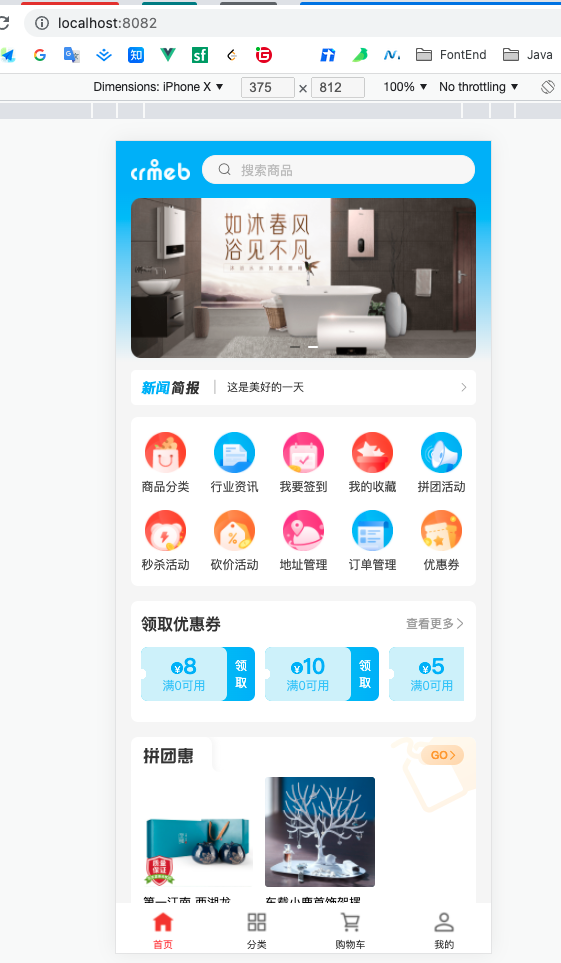 localhost:8082
FontEnd
Java
Dimensions: iPhone X ▼ 375 × 812 100% ▼ No throttling ▼
crmeb 搜索商品
如沐春风
浴见不凡
新闻简报 | 这是美好的一天
商品分类 行业资讯 我要签到 我的收藏 拼团活动
秒杀活动 砍价活动 地址管理 订单管理 优惠券
领取优惠券 查看更多
¥8 领取 ¥10 领取 ¥5
满0可用 满0可用 满0可用
拼团惠 GO
质量
保证
第一江南 西湖龙
车载小鹿首饰架摆
首页 分类 购物车 我的